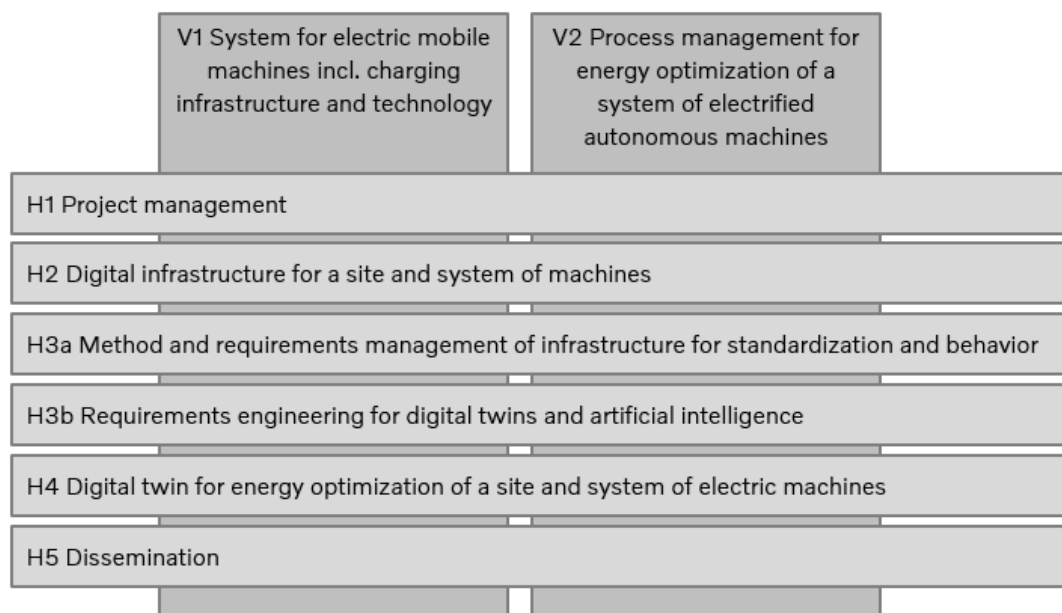 V1 System for electric mobile
machines incl. charging
infrastructure and technology
V2 Process management for
energy optimization of a
system of electrified
autonomous machines
H1 Project management
H2 Digital infrastructure for a site and system of machines
H3a Method and requirements management of infrastructure for standardization and behavior
H3b Requirements engineering for digital twins and artificial intelligence
H4 Digital twin for energy optimization of a site and system of electric machines
H5 Dissemination